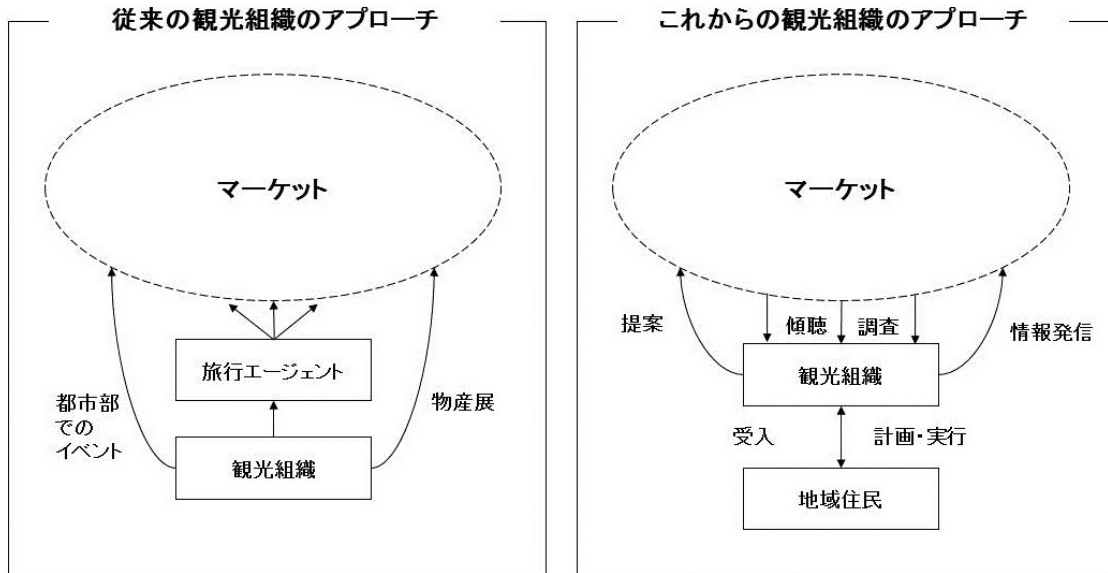 従来の観光組織のアプローチ
マーケット
旅行エージェント
都市部
での
イベント
物産展
観光組織
これからの観光組織のアプローチ
マーケット
提案
傾聴
調査
情報発信
観光組織
受入
計画・実行
地域住民